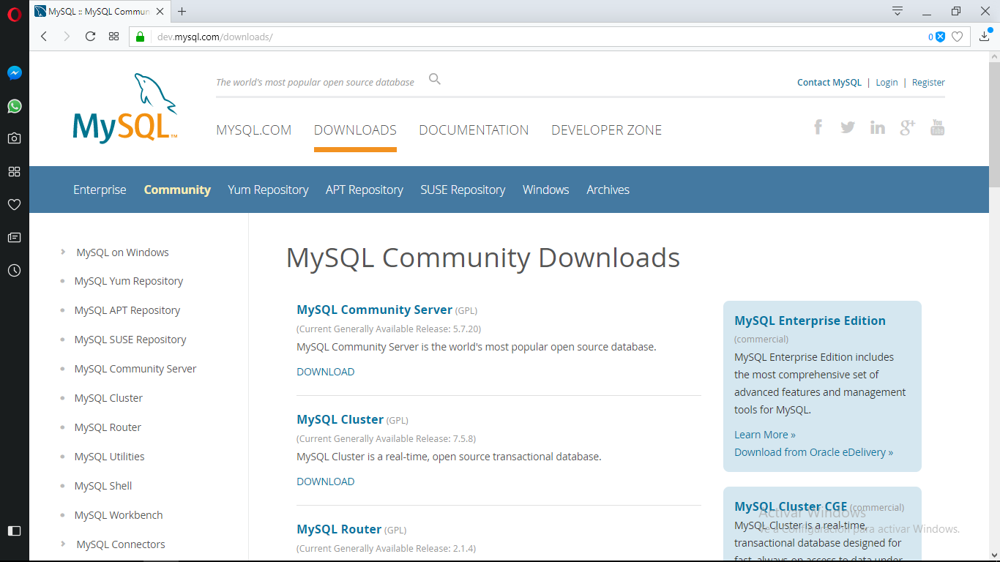 MySQL :: MySQL Commun
dev.mysql.com/downloads/
0
MySQL™
The world's most popular open source database
Contact MySQL | Login | Register
MYSQL.COM DOWNLOADS DOCUMENTATION DEVELOPER ZONE
You Tube
Enterprise Community Yum Repository APT Repository SUSE Repository Windows Archives
MySQL on Windows
MySQL Yum Repository
MySQL APT Repository
MySQL SUSE Repository
MySQL Community Server
MySQL Cluster
MySQL Router
MySQL Utilities
MySQL Shell
MySQL Workbench
MySQL Connectors
MySQL Community Downloads
MySQL Community Server (GPL)
(Current Generally Available Release: 5.7.20)
MySQL Community Server is the world's most popular open source database.
DOWNLOAD
MySQL Cluster (GPL)
(Current Generally Available Release: 7.5.8)
MySQL Cluster is a real-time, open source transactional database.
DOWNLOAD
MySQL Router (GPL)
(Current Generally Available Release: 2.1.4)
MySQL Enterprise Edition
(commercial)
MySQL Enterprise Edition includes
the most comprehensive set of
advanced features and management
tools for MySQL.
Learn More »
Download from Oracle eDelivery »
MySQL Cluster CGE (commercial)
MySQL Cluster is a real-time,
transactional database designed for
fast, always-on access to data under
Activar Windows
Ve a Configuración para activar Windows.